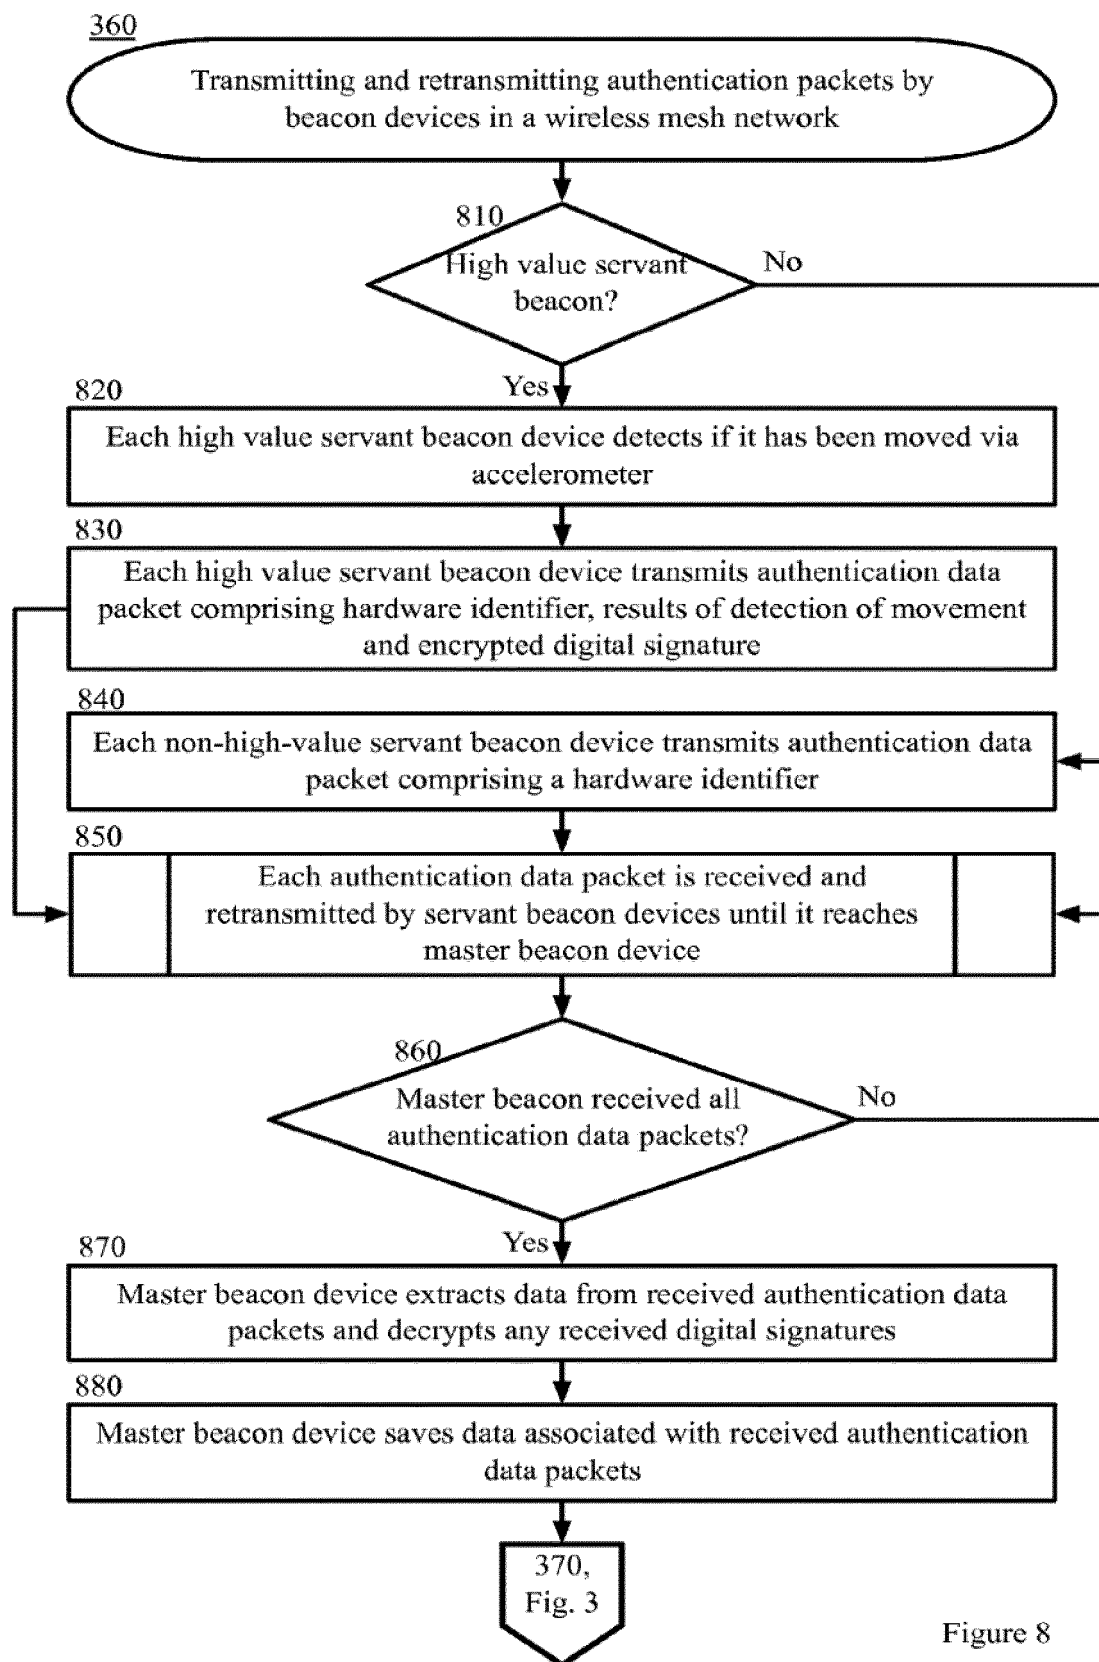 360
Transmitting and retransmitting authentication packets by
beacon devices in a wireless mesh network
810
High value servant
beacon?
No
Yes
820
Each high value servant beacon device detects if it has been moved via
accelerometer
830
Each high value servant beacon device transmits authentication data
packet comprising hardware identifier, results of detection of movement
and encrypted digital signature
840
Each non-high-value servant beacon device transmits authentication data
packet comprising a hardware identifier
850
Each authentication data packet is received and
retransmitted by servant beacon devices until it reaches
master beacon device
860
Master beacon received all
authentication data packets?
No
Yes
870
Master beacon device extracts data from received authentication data
packets and decrypts any received digital signatures
880
Master beacon device saves data associated with received authentication
data packets
370,
Fig. 3
Figure 8